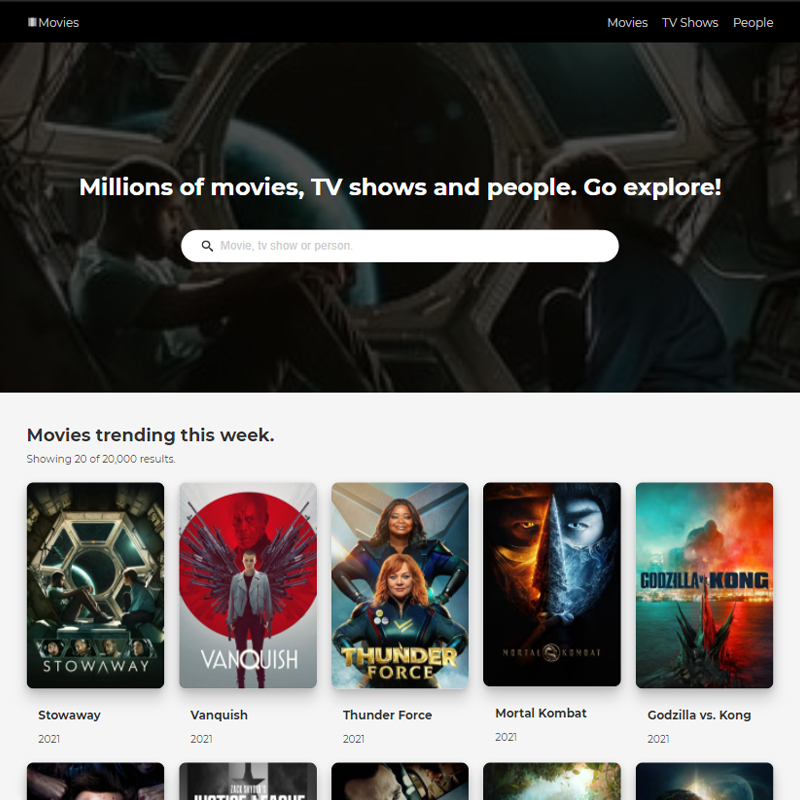 Movies
Movies TV Shows People
Millions of movies, TV shows and people. Go explore!
Movie, tv show or person.
Movies trending this week.
Showing 20 of 20,000 results.
STOWAWAY
VANQUISH
THUNDER
FORCE
MORTAL KOMBAT
GODZILLA VS. KONG
Stowaway
Vanquish
Thunder Force
Mortal Kombat
Godzilla vs. Kong
2021
2021
2021
2021
2021
ZACK SNYDER'S
JUSTICE LEAGUE